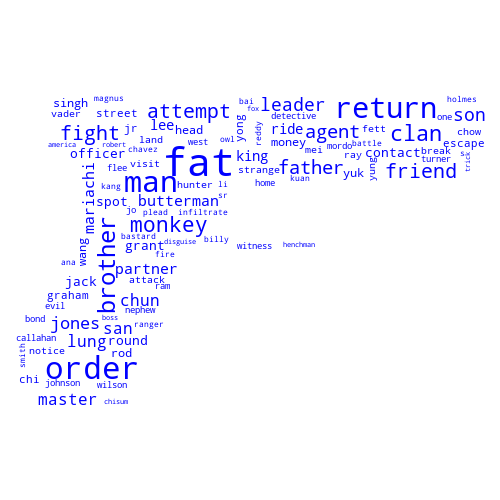 magnus
singh
vader
street
attempt
bai
fox
leader
return
holmes
one
son
fight
jr
lee
head
yong
reddy
detective
ride
agent
fett
clan
chow
escape
america
robert
officer
land
chavez
west
owl
king
money
mordo
battle
mei
ray
contact
break
s
trick
turner
visit
flee
fat
strange
father
yuk
yung
friend
mariachi
kang
man
hunter
li
sr
home
kuan
spot
butterman
jo
plead
infiltrate
monkey
brother
bastard
disguise
billy
wang
grant
witness
henchman
fire
ana
partner
attack
ram
jack
graham
evil
chun
nephew
bond
jones
boss
san
ranger
callahan
lung
round
smith
notice
rod
order
chi
johnson
wilson
master
chisum